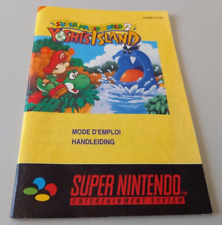 SUPER MARIO WORLD 2
YOSHI'S ISLAND
MODE D'EMPLOI
HANDLEIDING
SUPER NINTENDO
ENTERTAINMENT SYSTEM